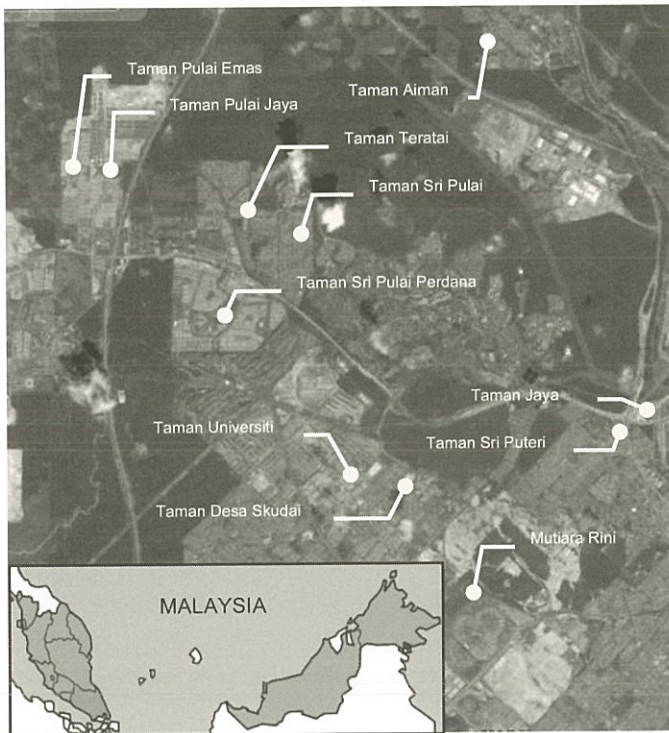 Taman Pulai Emas
Taman Aiman
Taman Pulai Jaya
Taman Teratai
Taman Sri Pulai
Taman Sri Pulai Perdana
Taman Jaya
Taman Universiti
Taman Sri Puteri
Taman Desa Skudai
Mutiara Rini
MALAYSIA